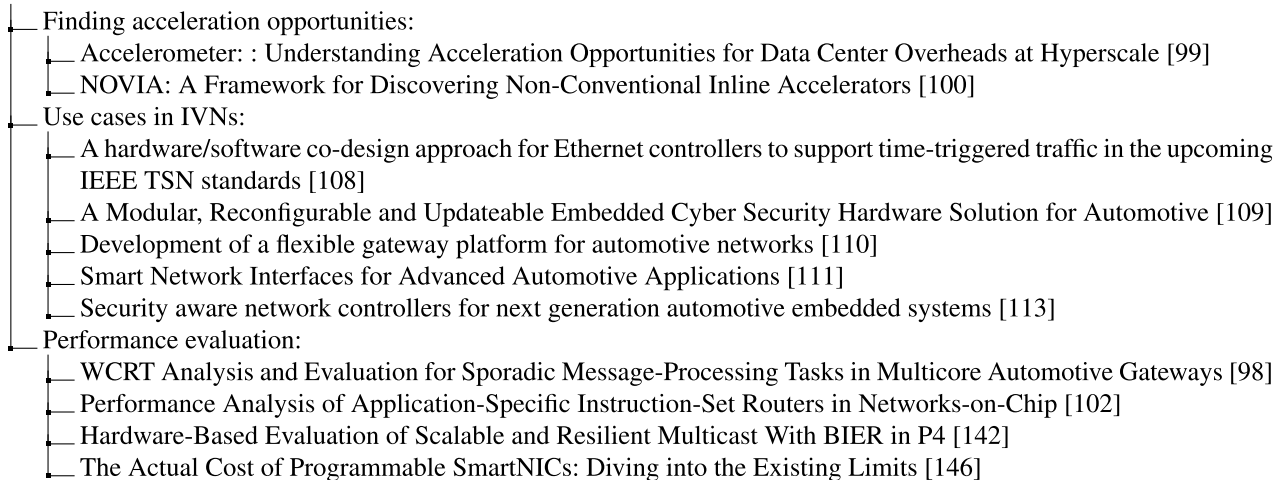 Finding acceleration opportunities:
Accelerometer: : Understanding Acceleration Opportunities for Data Center Overheads at Hyperscale [99]
NOVIA: A Framework for Discovering Non-Conventional Inline Accelerators [100]
Use cases in IVNs:
A hardware/software co-design approach for Ethernet controllers to support time-triggered traffic in the upcoming
IEEE TSN standards [108]
A Modular, Reconfigurable and Updateable Embedded Cyber Security Hardware Solution for Automotive [109]
Development of a flexible gateway platform for automotive networks [110]
Smart Network Interfaces for Advanced Automotive Applications [111]
Security aware network controllers for next generation automotive embedded systems [113]
Performance evaluation:
WCRT Analysis and Evaluation for Sporadic Message-Processing Tasks in Multicore Automotive Gateways [98]
Performance Analysis of Application-Specific Instruction-Set Routers in Networks-on-Chip [102]
Hardware-Based Evaluation of Scalable and Resilient Multicast With BIER in P4 [142]
The Actual Cost of Programmable SmartNICs: Diving into the Existing Limits [146]